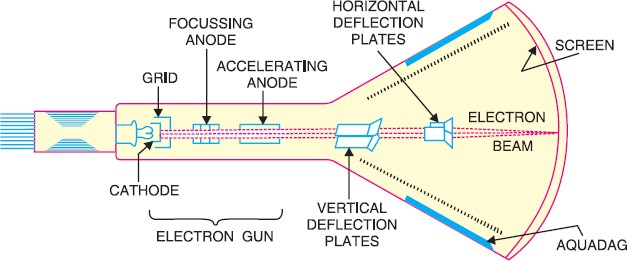 FOCUSSING
ANODE
HORIZONTAL
DEFLECTION
PLATES
SCREEN
GRID
ACCELERATING
ANODE
ELECTRON
BEAM
CATHODE
VERTICAL
DEFLECTION
PLATES
ELECTRON GUN
AQUADAG